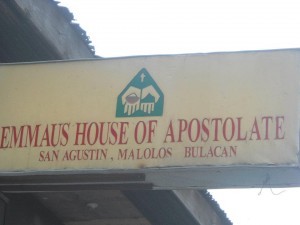 EMMAUS HOUSE OF APOSTOLATE
SAN AGUSTIN, MALOLOS BULACAN